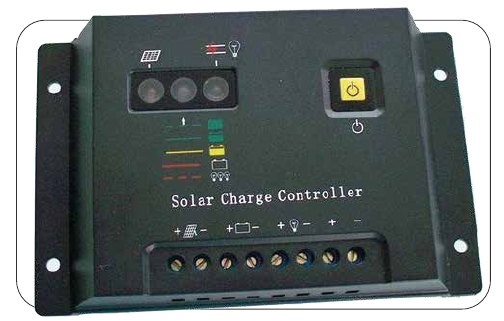 Solar Charge Controller
+ - + - + - + -